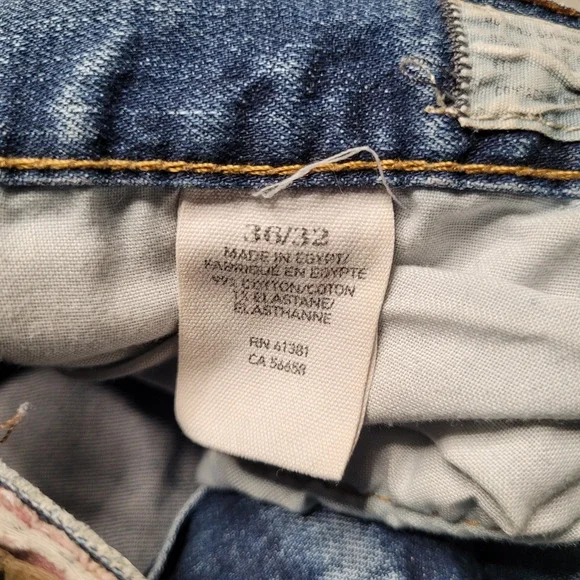 36/32
MADE IN EGYPT/
FABRIQUÉ EN EGYPTE
99% COTTON/COTON
1% ELASTANE/
ELASTHANNE
RN 61381
CA 56658